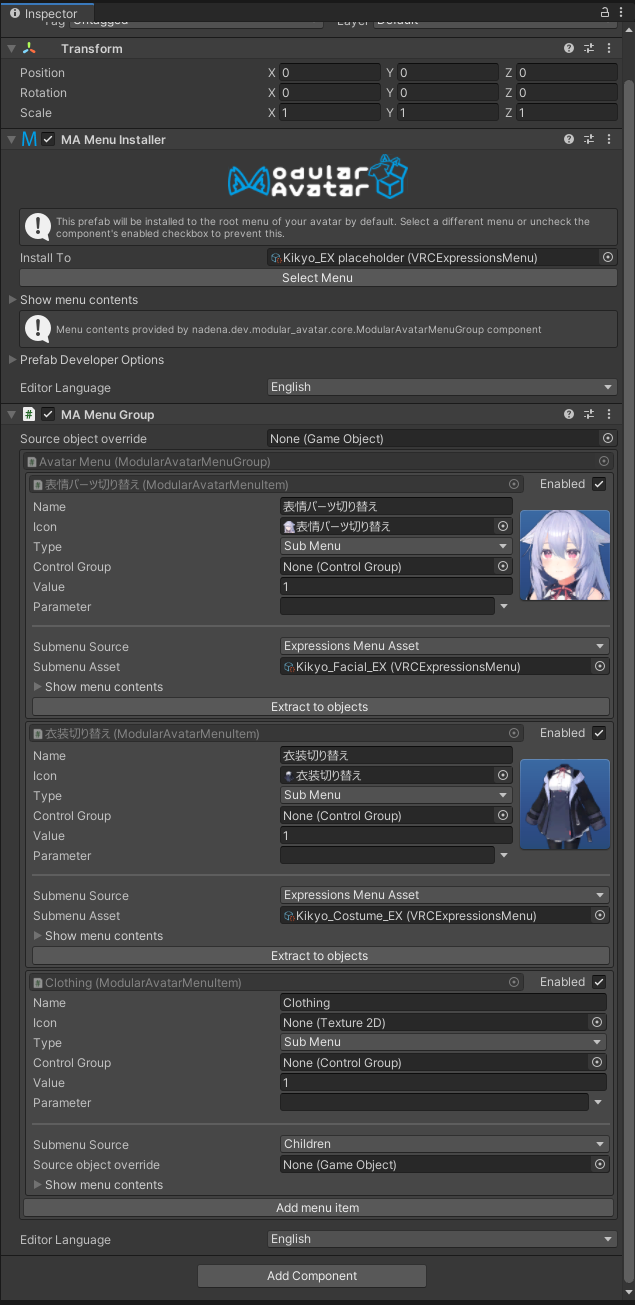 Inspector
Tag Untagged Layer Default
Transform
Position X 0 Y 0 Z 0
Rotation X 0 Y 0 Z 0
Scale X 1 Y 1 Z 1
MA Menu Installer
Modular
Avatar
This prefab will be installed to the root menu of your avatar by default. Select a different menu or uncheck the
component's enabled checkbox to prevent this.
Install To Kikyo_EX placeholder (VRCExpressionsMenu)
Select Menu
Show menu contents
Menu contents provided by nadena.dev.modular_avatar.core.ModularAvatarMenuGroup component
Prefab Developer Options
Editor Language English
# MA Menu Group
Source object override None (Game Object)
# Avatar Menu (ModularAvatarMenuGroup)
# 表情パーツ切り替え (ModularAvatarMenuItem) Enabled
Name 表情パーツ切り替え
Icon 表情パーツ切り替え
Type Sub Menu
Control Group None (Control Group)
Value 1
Parameter
Submenu Source Expressions Menu Asset
Submenu Asset Kikyo_Facial_EX (VRCExpressionsMenu)
Show menu contents
Extract to objects
# 衣装切り替え (ModularAvatarMenuItem) Enabled
Name 衣装切り替え
Icon 衣装切り替え
Type Sub Menu
Control Group None (Control Group)
Value 1
Parameter
Submenu Source Expressions Menu Asset
Submenu Asset Kikyo_Costume_EX (VRCExpressionsMenu)
Show menu contents
Extract to objects
# Clothing (ModularAvatarMenuItem) Enabled
Name Clothing
Icon None (Texture 2D)
Type Sub Menu
Control Group None (Control Group)
Value 1
Parameter
Submenu Source Children
Source object override None (Game Object)
Show menu contents
Add menu item
Editor Language English
Add Component